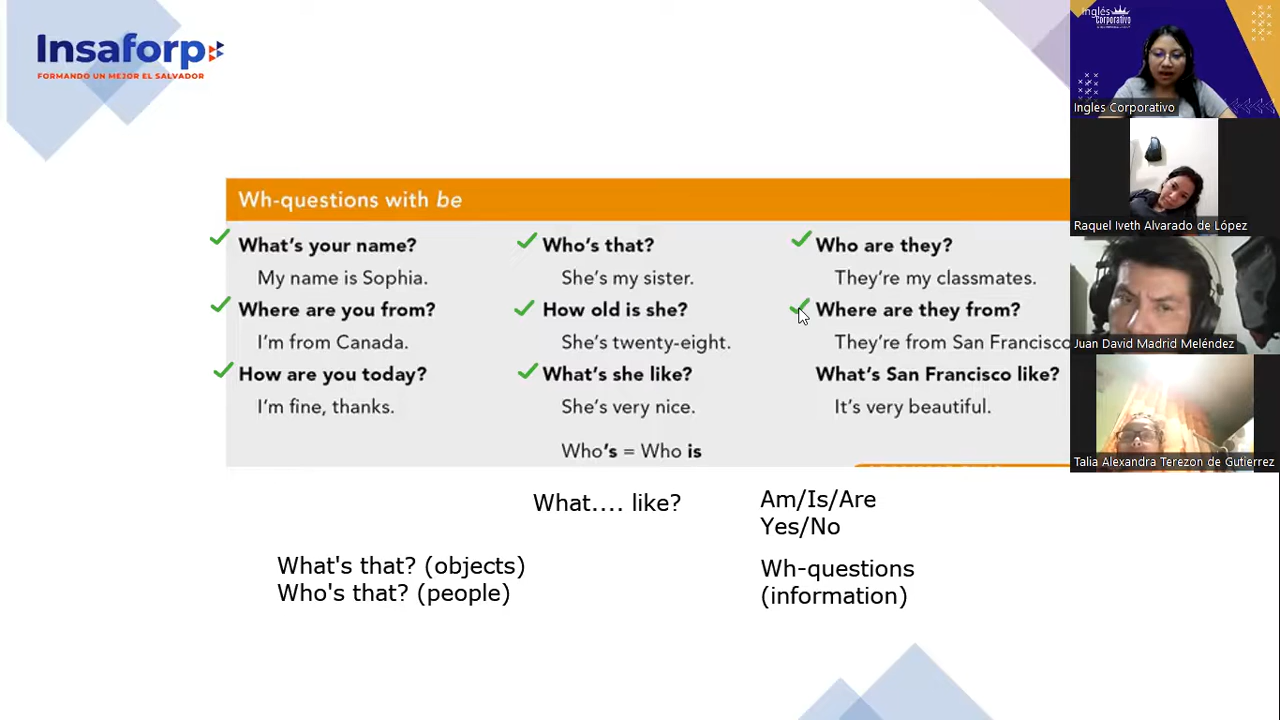 Insaforp
FORMANDO UN MEJOR EL SALVADOR
Wh-questions with be
What's your name?
My name is Sophia.
Where are you from?
I'm from Canada.
How are you today?
I'm fine, thanks.
Who's that?
She's my sister.
How old is she?
She's twenty-eight.
What's she like?
She's very nice.
Who's = Who is
Who are they?
They're my classmates.
Where are they from?
They're from San Francisco
What's San Francisco like?
It's very beautiful.
What.... like?
Am/Is/Are
Yes/No
What's that? (objects)
Who's that? (people)
Wh-questions
(information)
Inglés
Corporativo
Ingles Corporativo
Raquel Iveth Alvarado de López
Juan David Madrid Meléndez
Talia Alexandra Terezon de Gutierrez